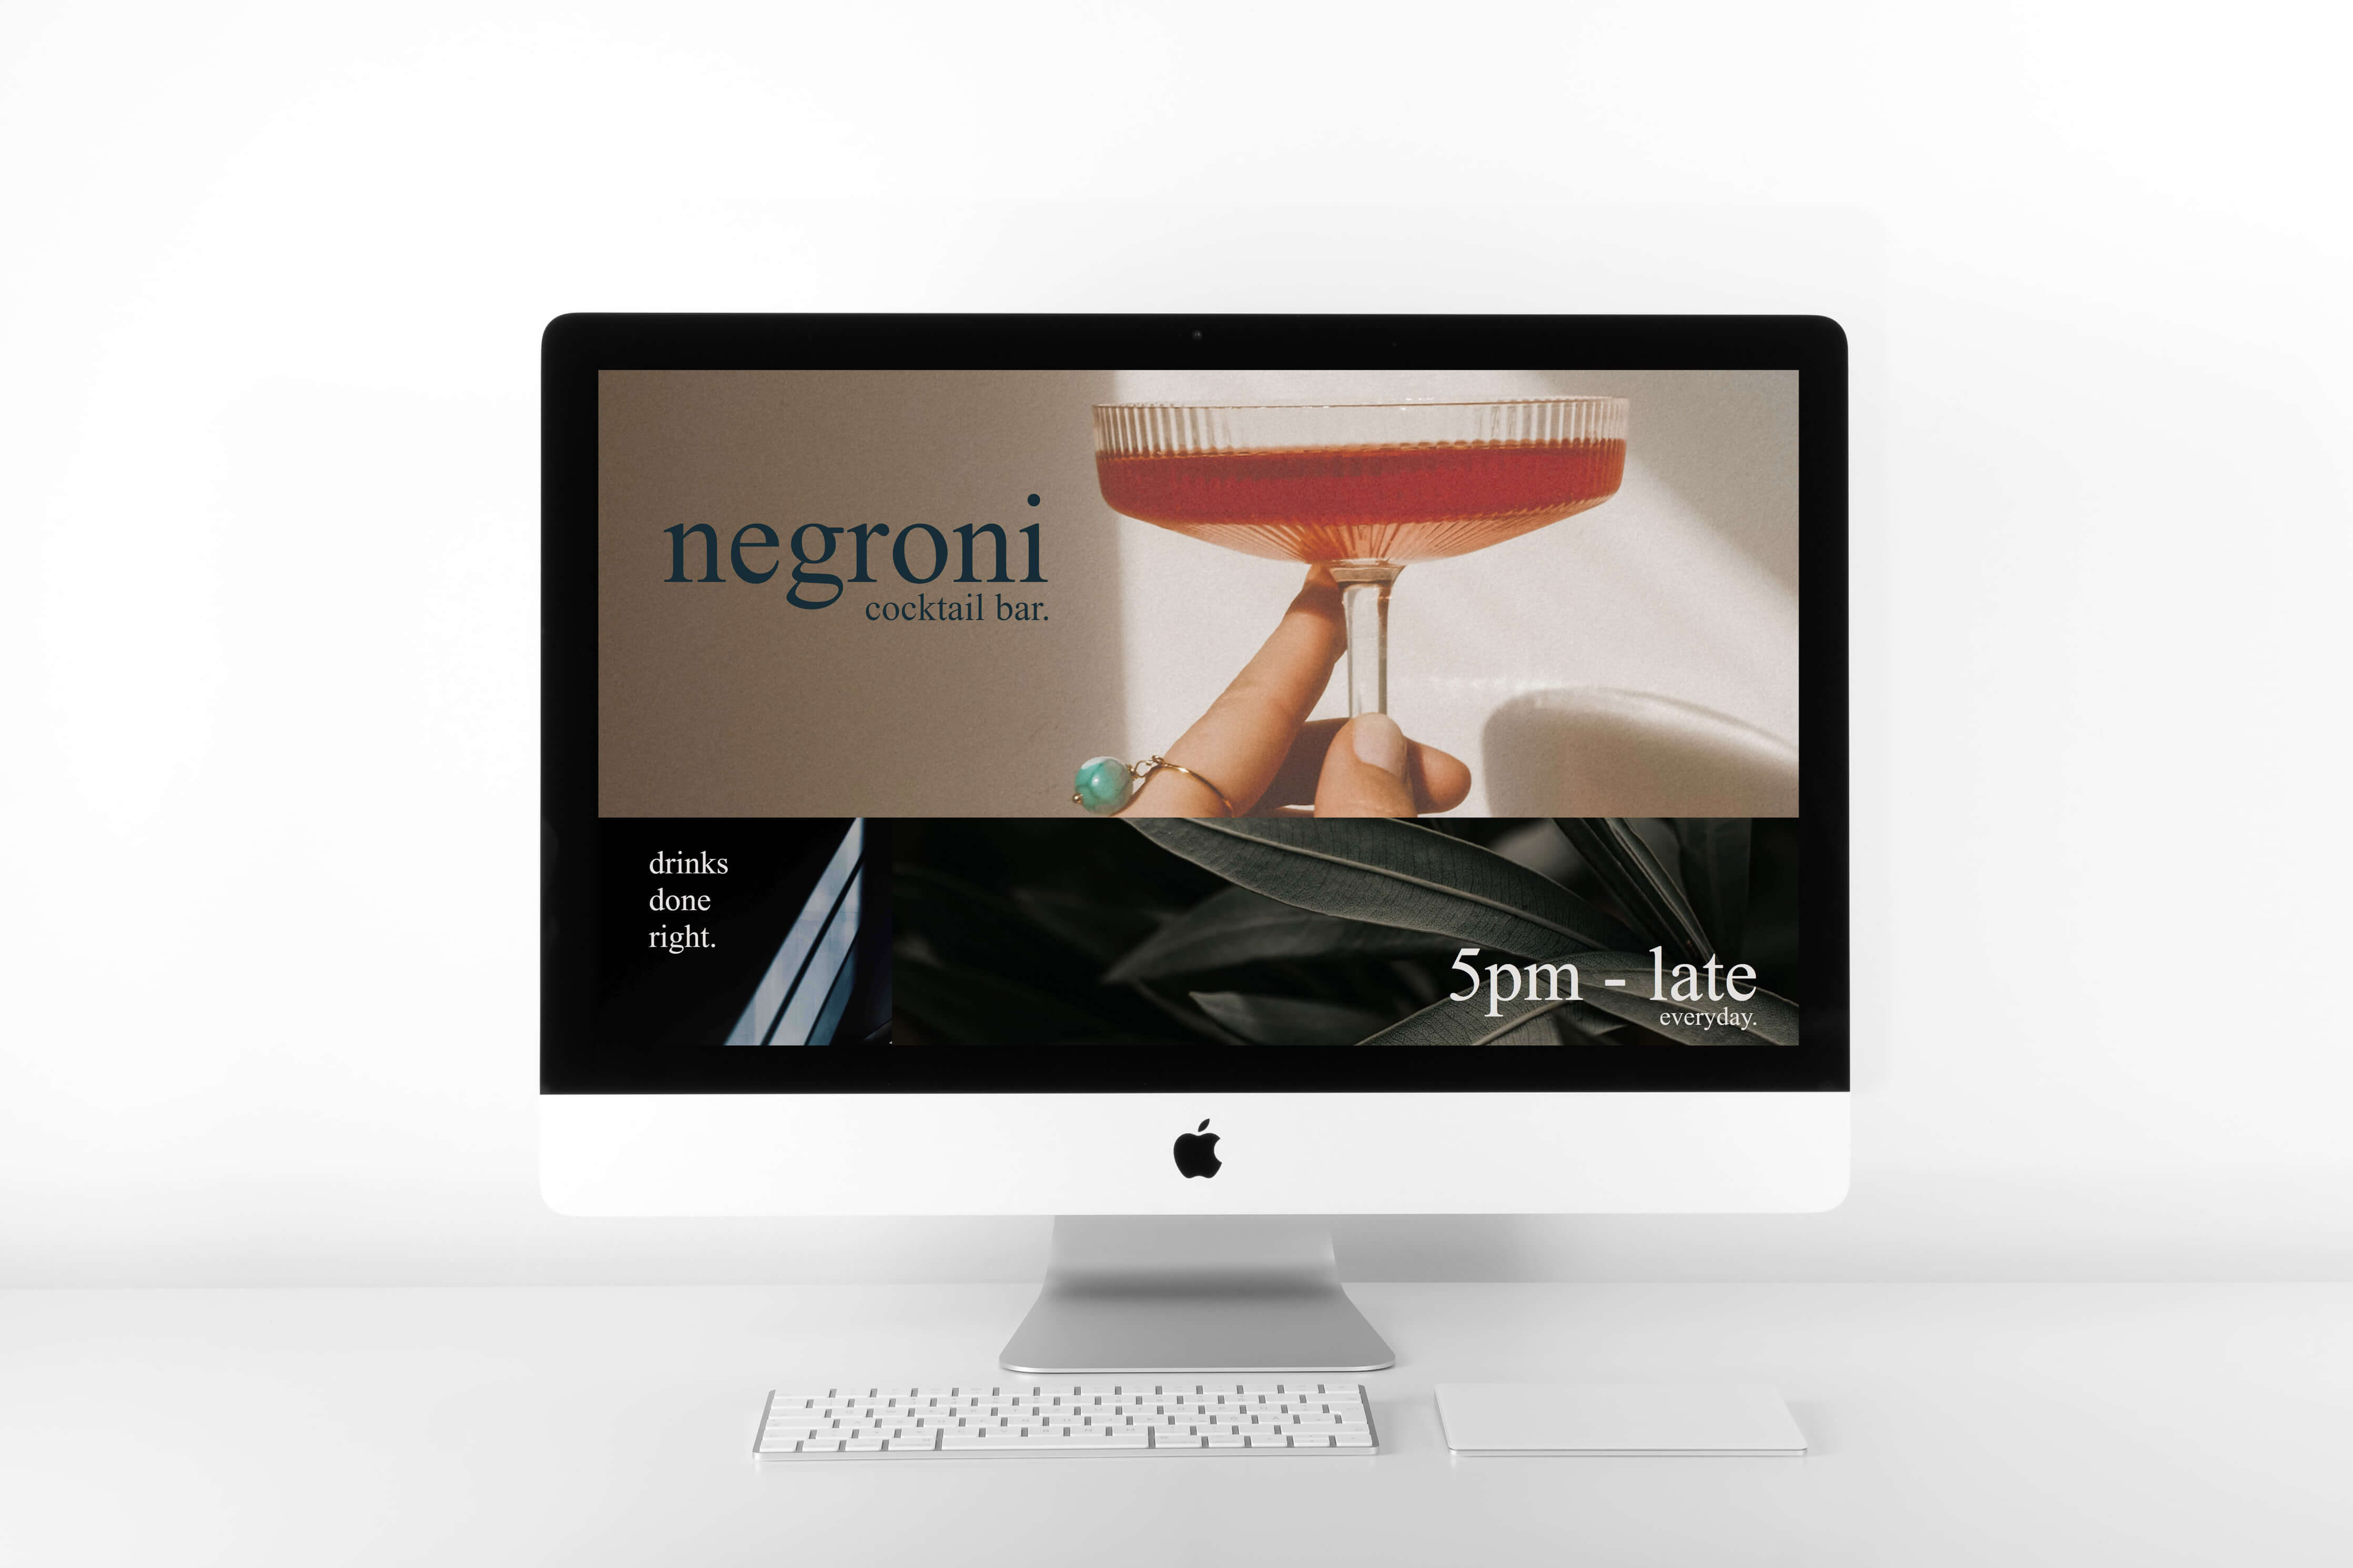 negroni
cocktail bar.
drinks
done
right.
5pm - late
everyday.